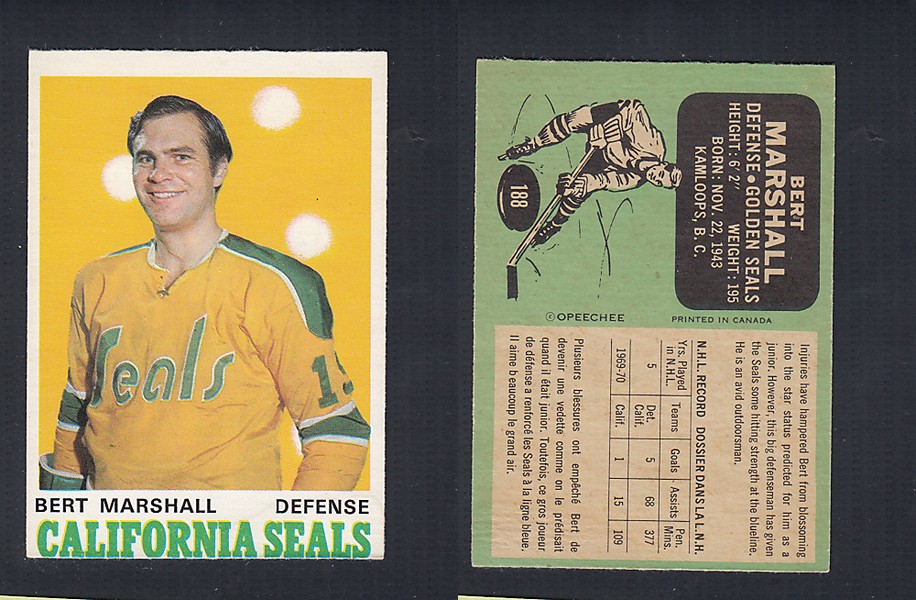 Seals
BERT MARSHALL DEFENSE
CALIFORNIA SEALS
BERT
MARSHALL
DEFENSE • GOLDEN SEALS
HEIGHT: 6' 2" WEIGHT: 195
BORN: NOV. 22, 1943
KAMLOOPS, B. C.
188
© OPEECHEE PRINTED IN CANADA
Injuries have hampered Bert from blossoming
into the star status predicted for him as a
junior. However, this big defenseman has given
the Seals some hitting strength at the blueline.
He is an avid outdoorsman.
N.H.L. RECORD DOSSIER DANS LA L.N.H.
Yrs. Played in N.H.L. Teams Goals Assists Pen. Mins.
5 Det. Calif. 5 68 377
1969-70 Calif. 1 15 109
Plusieurs blessures ont empêché Bert de
devenir une vedette comme on le prédisait
quand il était junior. Toutefois, ce gros joueur
de défense a renforcé les Seals à la ligne bleue.
Il aime beaucoup le grand air.